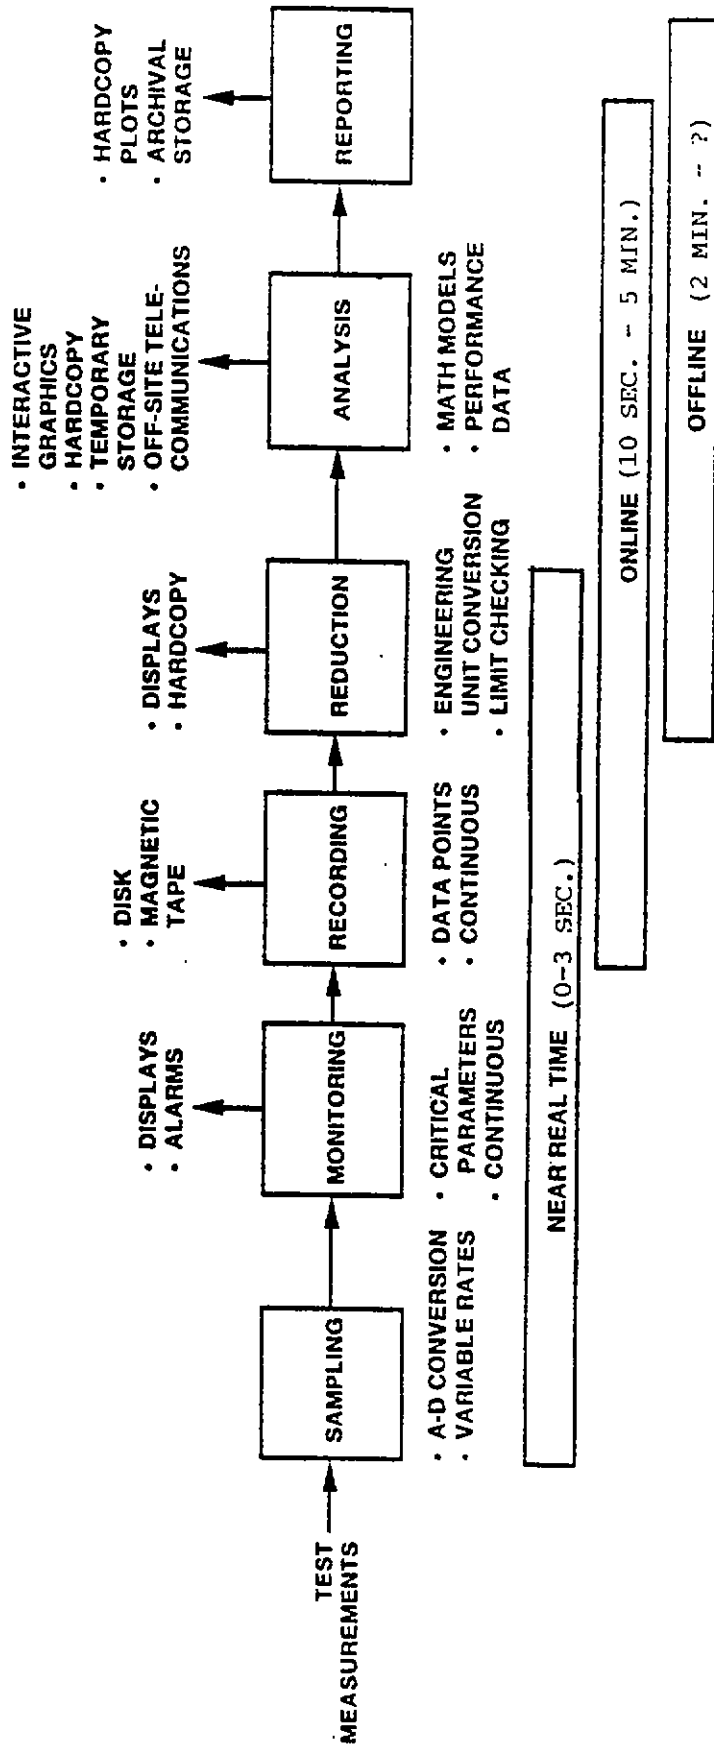 TEST
MEASUREMENTS
SAMPLING
• A-D CONVERSION
• VARIABLE RATES
• DISPLAYS
• ALARMS
MONITORING
• CRITICAL
PARAMETERS
• CONTINUOUS
• DISK
• MAGNETIC
TAPE
RECORDING
• DATA POINTS
• CONTINUOUS
• DISPLAYS
• HARDCOPY
REDUCTION
• ENGINEERING
UNIT CONVERSION
• LIMIT CHECKING
• INTERACTIVE
GRAPHICS
• HARDCOPY
• TEMPORARY
STORAGE
• OFF-SITE TELE-
COMMUNICATIONS
ANALYSIS
• MATH MODELS
• PERFORMANCE
DATA
• HARDCOPY
PLOTS
• ARCHIVAL
STORAGE
REPORTING
NEAR REAL TIME (0-3 SEC.)
ONLINE (10 SEC. - 5 MIN.)
OFFLINE (2 MIN. -- ?)